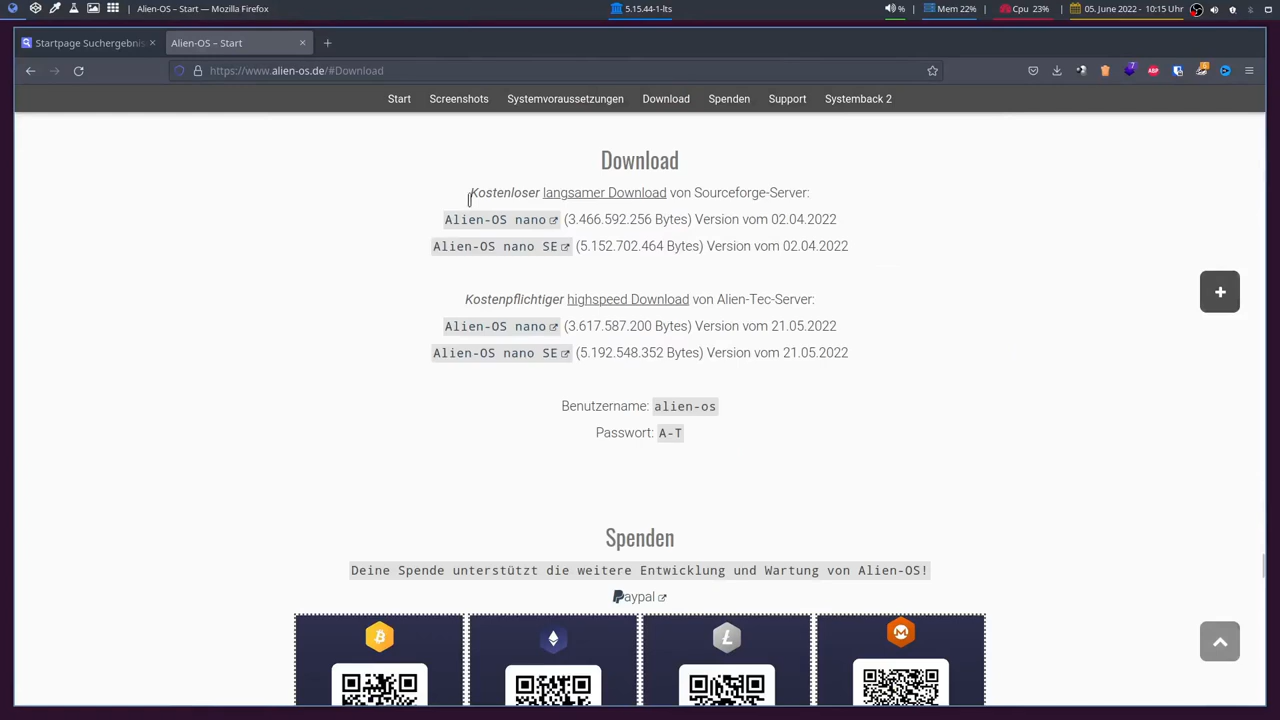 Alien-OS – Start — Mozilla Firefox
5.15.44-1-lts
%
Mem 22%
Cpu 23%
05. June 2022 - 10:15 Uhr
Startpage Suchergebnis
Alien-OS – Start
https://www.alien-os.de/#Download
7
ABP
Start
Screenshots
Systemvoraussetzungen
Download
Spenden
Support
Systemback 2
Download
Kostenloser langsamer Download von Sourceforge-Server:
Alien-OS nano (3.466.592.256 Bytes) Version vom 02.04.2022
Alien-OS nano SE (5.152.702.464 Bytes) Version vom 02.04.2022
Kostenpflichtiger highspeed Download von Alien-Tec-Server:
Alien-OS nano (3.617.587.200 Bytes) Version vom 21.05.2022
Alien-OS nano SE (5.192.548.352 Bytes) Version vom 21.05.2022
Benutzername: alien-os
Passwort: A-T
Spenden
Deine Spende unterstützt die weitere Entwicklung und Wartung von Alien-OS!
Paypal